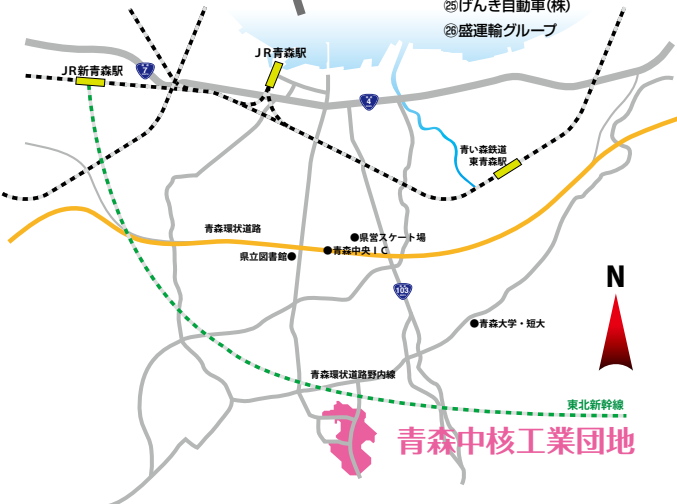 ㉕げんき自動車(株)
㉖盛運輸グループ
JR青森駅
JR新青森駅
7
4
青い森鉄道
東青森駅
青森環状道路
●県営スケート場
●青森中央IC
県立図書館●
103
N
●青森大学・短大
青森環状道路野内線
東北新幹線
青森中核工業団地